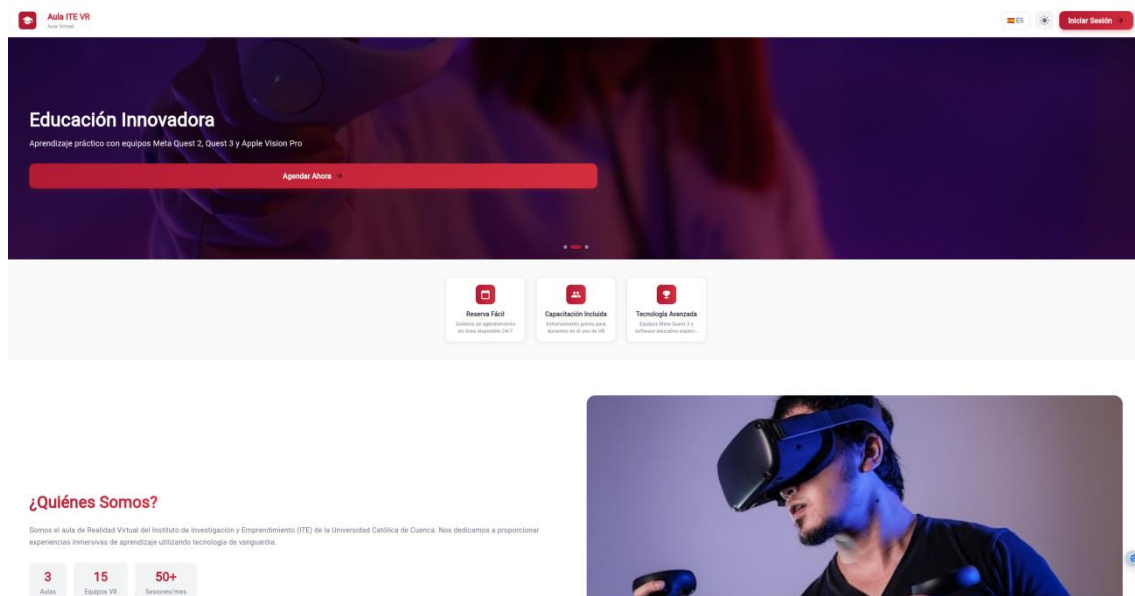 Aula ITE VR
Aula Virtual
ES
Iniciar Sesión →
Educación Innovadora
Aprendizaje práctico con equipos Meta Quest 2, Quest 3 y Apple Vision Pro
Agendar Ahora →
Reserva Fácil
Sistema de agendamiento
en línea disponible 24/7
Capacitación Incluida
Entrenamiento previo para
docentes en el uso de VR
Tecnología Avanzada
Equipos Meta Quest 3 y
software educativo especi...
¿Quiénes Somos?
Somos el aula de Realidad Virtual del Instituto de Investigación y Emprendimiento (ITE) de la Universidad Católica de Cuenca. Nos dedicamos a proporcionar
experiencias inmersivas de aprendizaje utilizando tecnología de vanguardia.
3
Aulas
15
Equipos VR
50+
Sesiones/mes